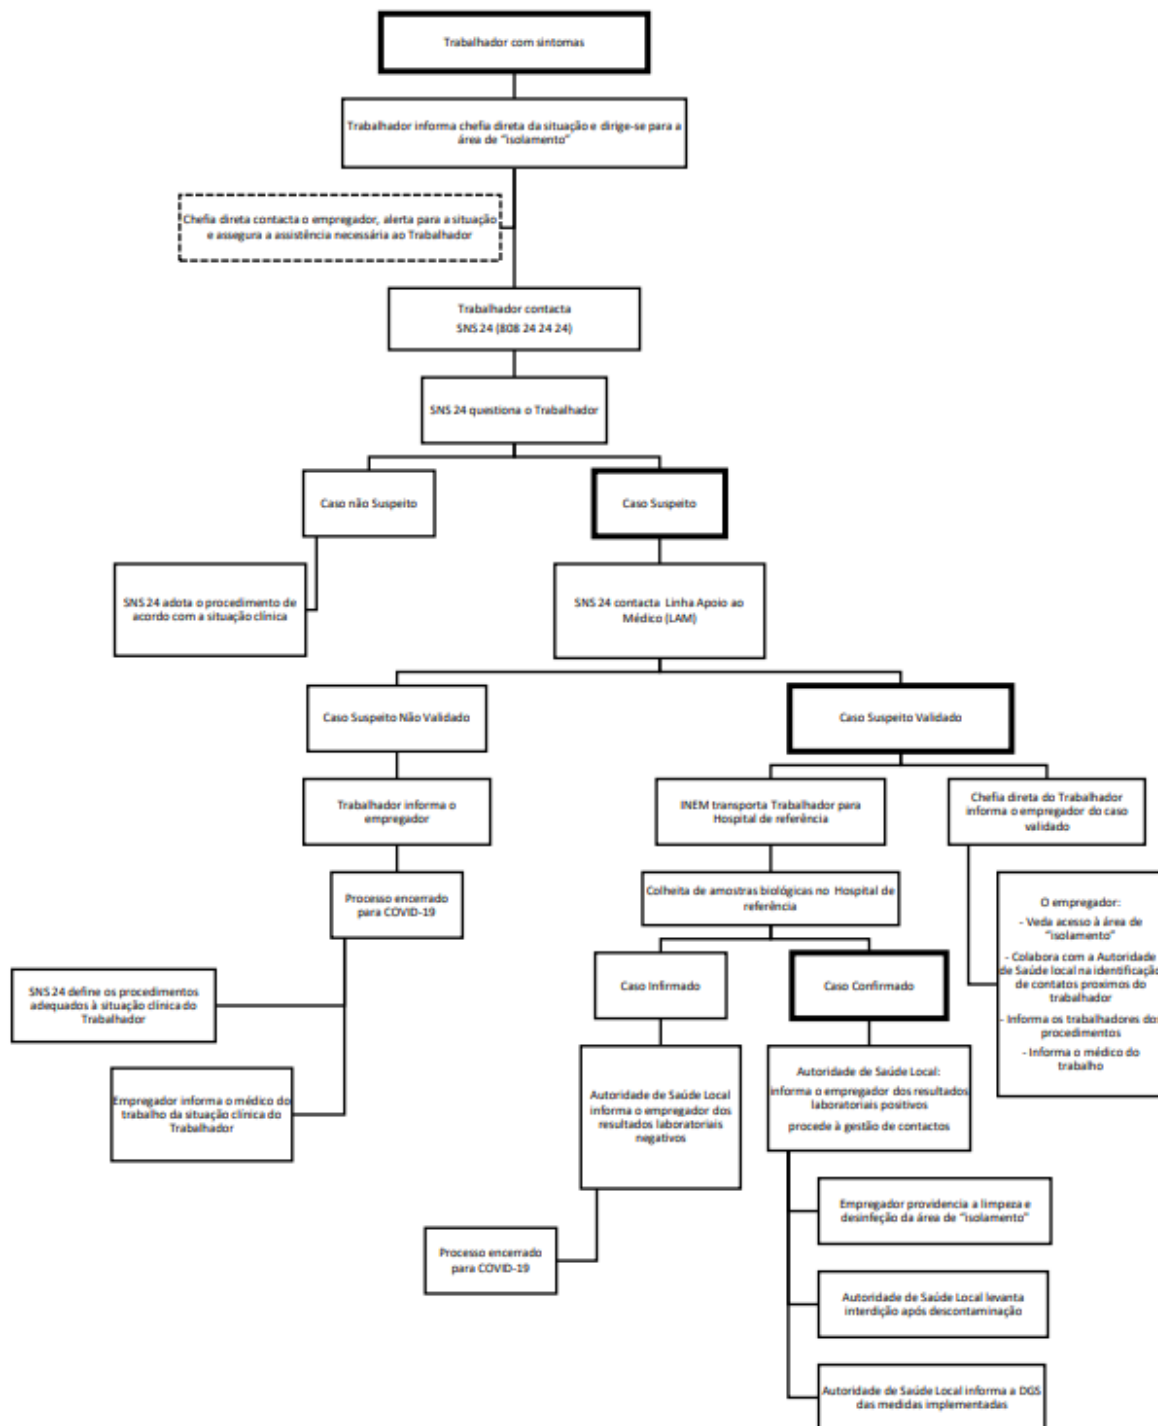 Trabalhador com sintomas
Trabalhador informa chefia direta da situação e dirige-se para a
área de “isolamento”
Chefia direta contacta o empregador, alerta para a situação
e assegura a assistência necessária ao Trabalhador
Trabalhador contacta
SNS 24 (808 24 24 24)
SNS 24 questiona o Trabalhador
Caso não Suspeito
Caso Suspeito
SNS 24 adota o procedimento de
acordo com a situação clínica
SNS 24 contacta Linha Apoio ao
Médico (LAM)
Caso Suspeito Não Validado
Caso Suspeito Validado
Trabalhador informa o
empregador
INEM transporta Trabalhador para
Hospital de referência
Chefia direta do Trabalhador
informa o empregador do caso
validado
Processo encerrado
para COVID-19
Colheita de amostras biológicas no Hospital de
referência
O empregador:
- Veda acesso à área de
“isolamento”
- Colabora com a Autoridade
de Saúde local na identificação
de contatos proximos do
trabalhador
- Informa os trabalhadores dos
procedimentos
- Informa o médico do
trabalho
SNS 24 define os procedimentos
adequados à situação clínica do
Trabalhador
Caso Infirmado
Caso Confirmado
Empregador informa o médico do
trabalho da situação clínica do
Trabalhador
Autoridade de Saúde Local
informa o empregador dos
resultados laboratoriais
negativos
Autoridade de Saúde Local:
informa o empregador dos resultados
laboratoriais positivos
procede à gestão de contactos
Processo encerrado
para COVID-19
Empregador providencia a limpeza e
desinfeção da área de “isolamento”
Autoridade de Saúde Local levanta
interdição após descontaminação
Autoridade de Saúde Local informa a DGS
das medidas implementadas